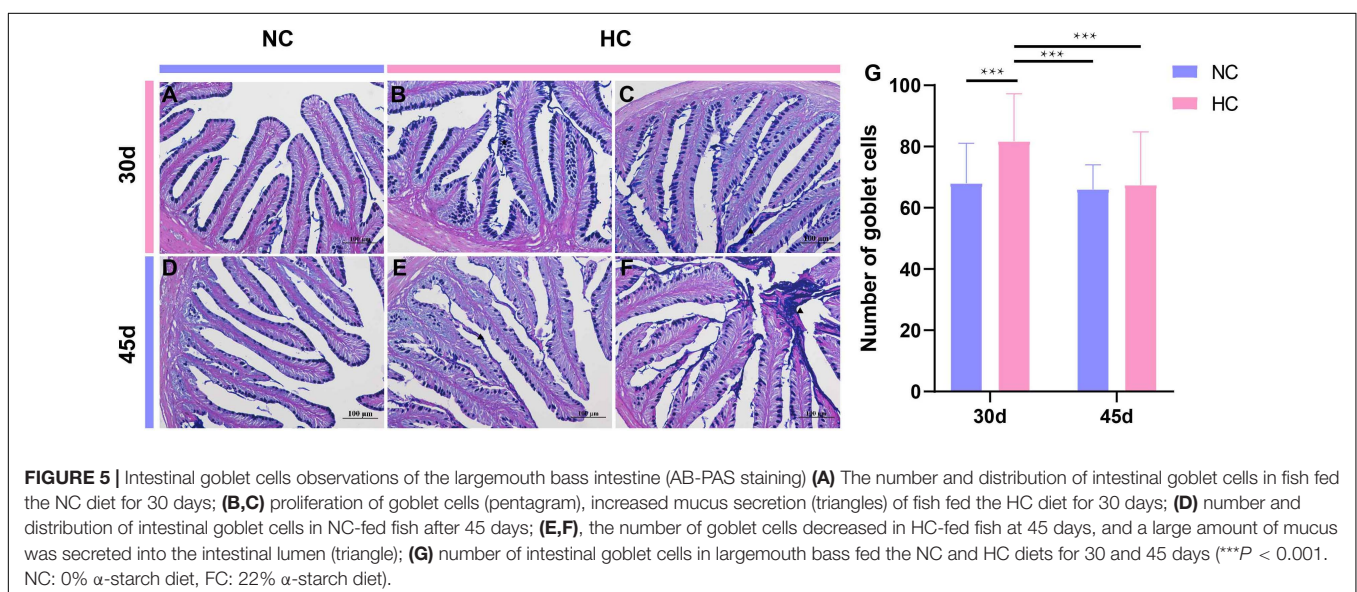 NC
HC
30d
45d
A
B
C
100 μm
100 μm
100 μm
D
E
F
100 μm
100 μm
100 μm
G
***
***
***
NC
HC
Number of goblet cells
100
80
60
40
20
0
30d
45d
FIGURE 5 | Intestinal goblet cells observations of the largemouth bass intestine (AB-PAS staining) (A) The number and distribution of intestinal goblet cells in fish fed
the NC diet for 30 days; (B,C) proliferation of goblet cells (pentagram), increased mucus secretion (triangles) of fish fed the HC diet for 30 days; (D) number and
distribution of intestinal goblet cells in NC-fed fish after 45 days; (E,F), the number of goblet cells decreased in HC-fed fish at 45 days, and a large amount of mucus
was secreted into the intestinal lumen (triangle); (G) number of intestinal goblet cells in largemouth bass fed the NC and HC diets for 30 and 45 days (***P < 0.001.
NC: 0% α-starch diet, FC: 22% α-starch diet).